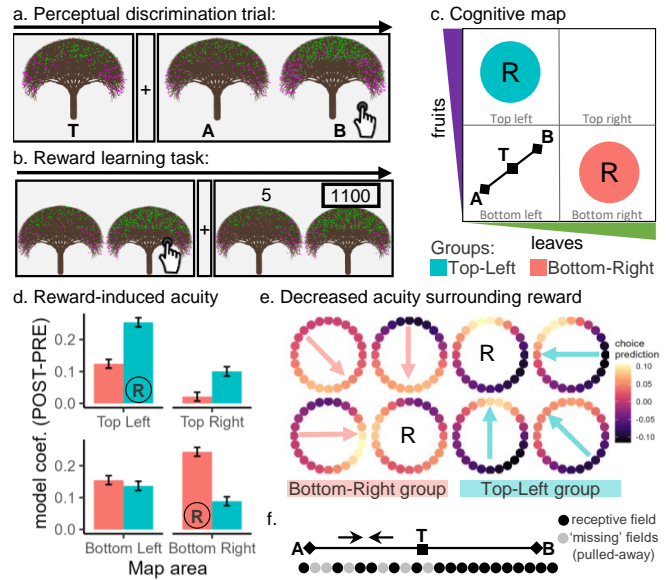 a. Perceptual discrimination trial:
T
+
A
B
b. Reward learning task:
+
5
1100
c. Cognitive map
fruits
R
Top left
Top right
A
T
B
R
Bottom left
Bottom right
leaves
Groups:
Top-Left
Bottom-Right
d. Reward-induced acuity
model coef. (POST-PRE)
0.2
0.1
0.0
R
Top Left
Top Right
0.2
0.1
0.0
R
Bottom Left
Bottom Right
Map area
e. Decreased acuity surrounding reward
R
R
choice
prediction
0.10
0.05
0.00
-0.05
-0.10
Bottom-Right group
Top-Left group
f.
A
T
B
receptive field
'missing' fields
(pulled-away)